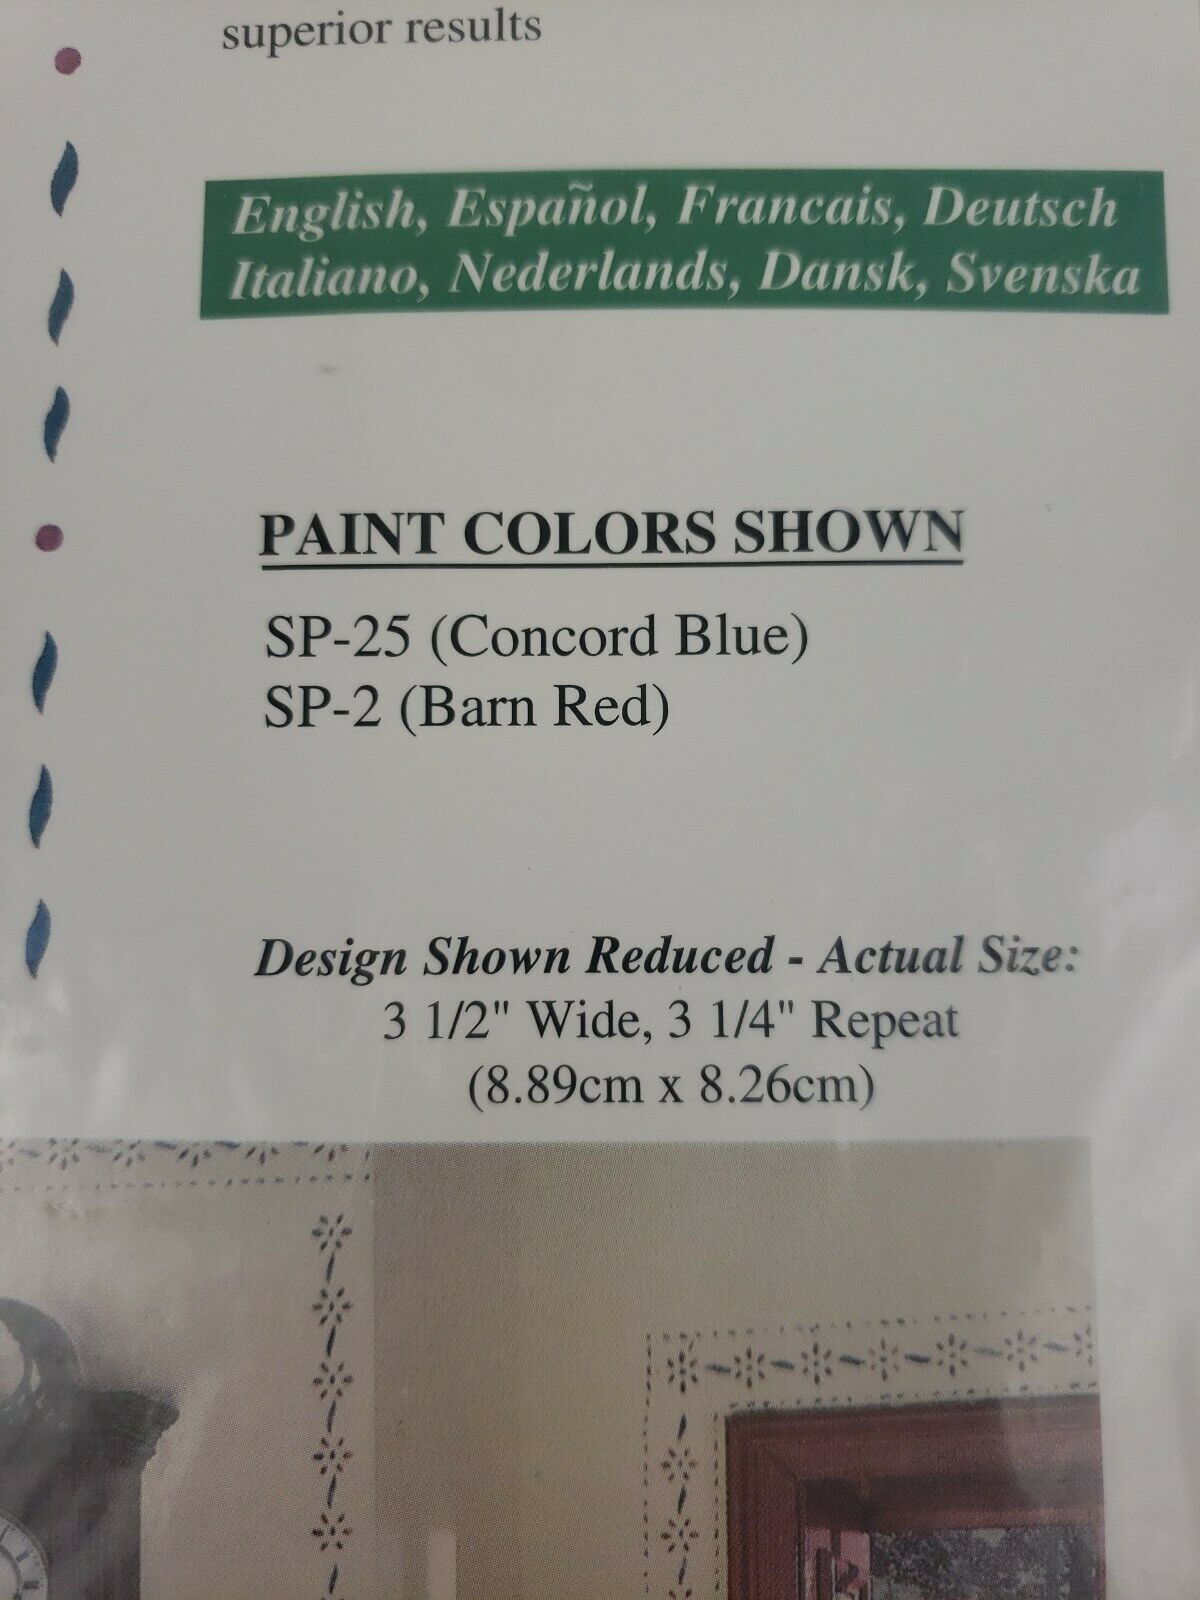 superior results
English, Español, Francais, Deutsch
Italiano, Nederlands, Dansk, Svenska
PAINT COLORS SHOWN
SP-25 (Concord Blue)
SP-2 (Barn Red)
Design Shown Reduced - Actual Size:
3 1/2" Wide, 3 1/4" Repeat
(8.89cm x 8.26cm)